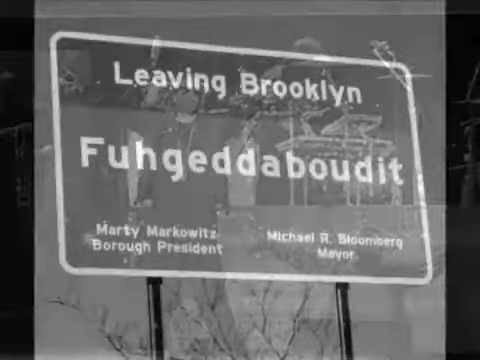 Leaving Brooklyn
Fuhgeddaboudit
Marty Markowitz
Borough President
Michael R. Bloomberg
Mayor